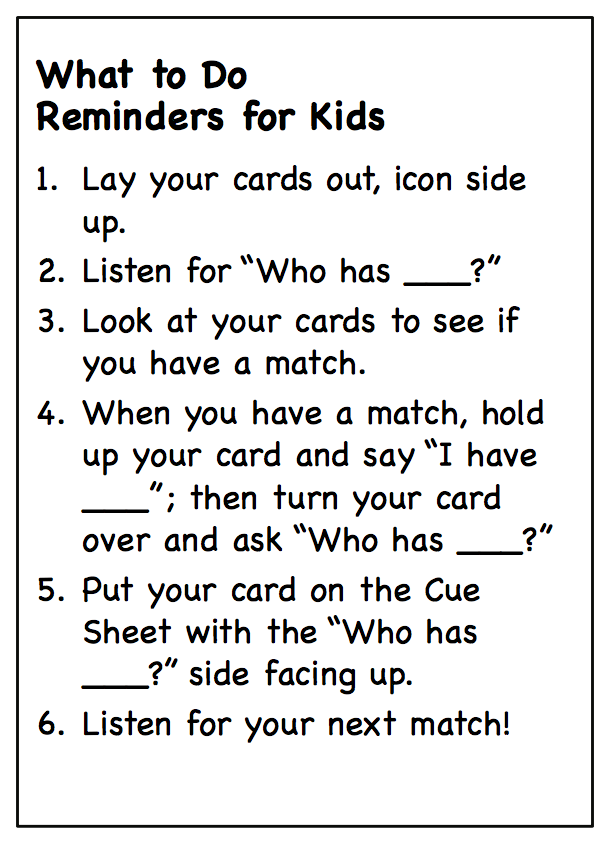 What to Do
Reminders for Kids
1. Lay your cards out, icon side
up.
2. Listen for “Who has ____?”
3. Look at your cards to see if
you have a match.
4. When you have a match, hold
up your card and say “I have
____”; then turn your card
over and ask “Who has ____?”
5. Put your card on the Cue
Sheet with the “Who has
____?” side facing up.
6. Listen for your next match!